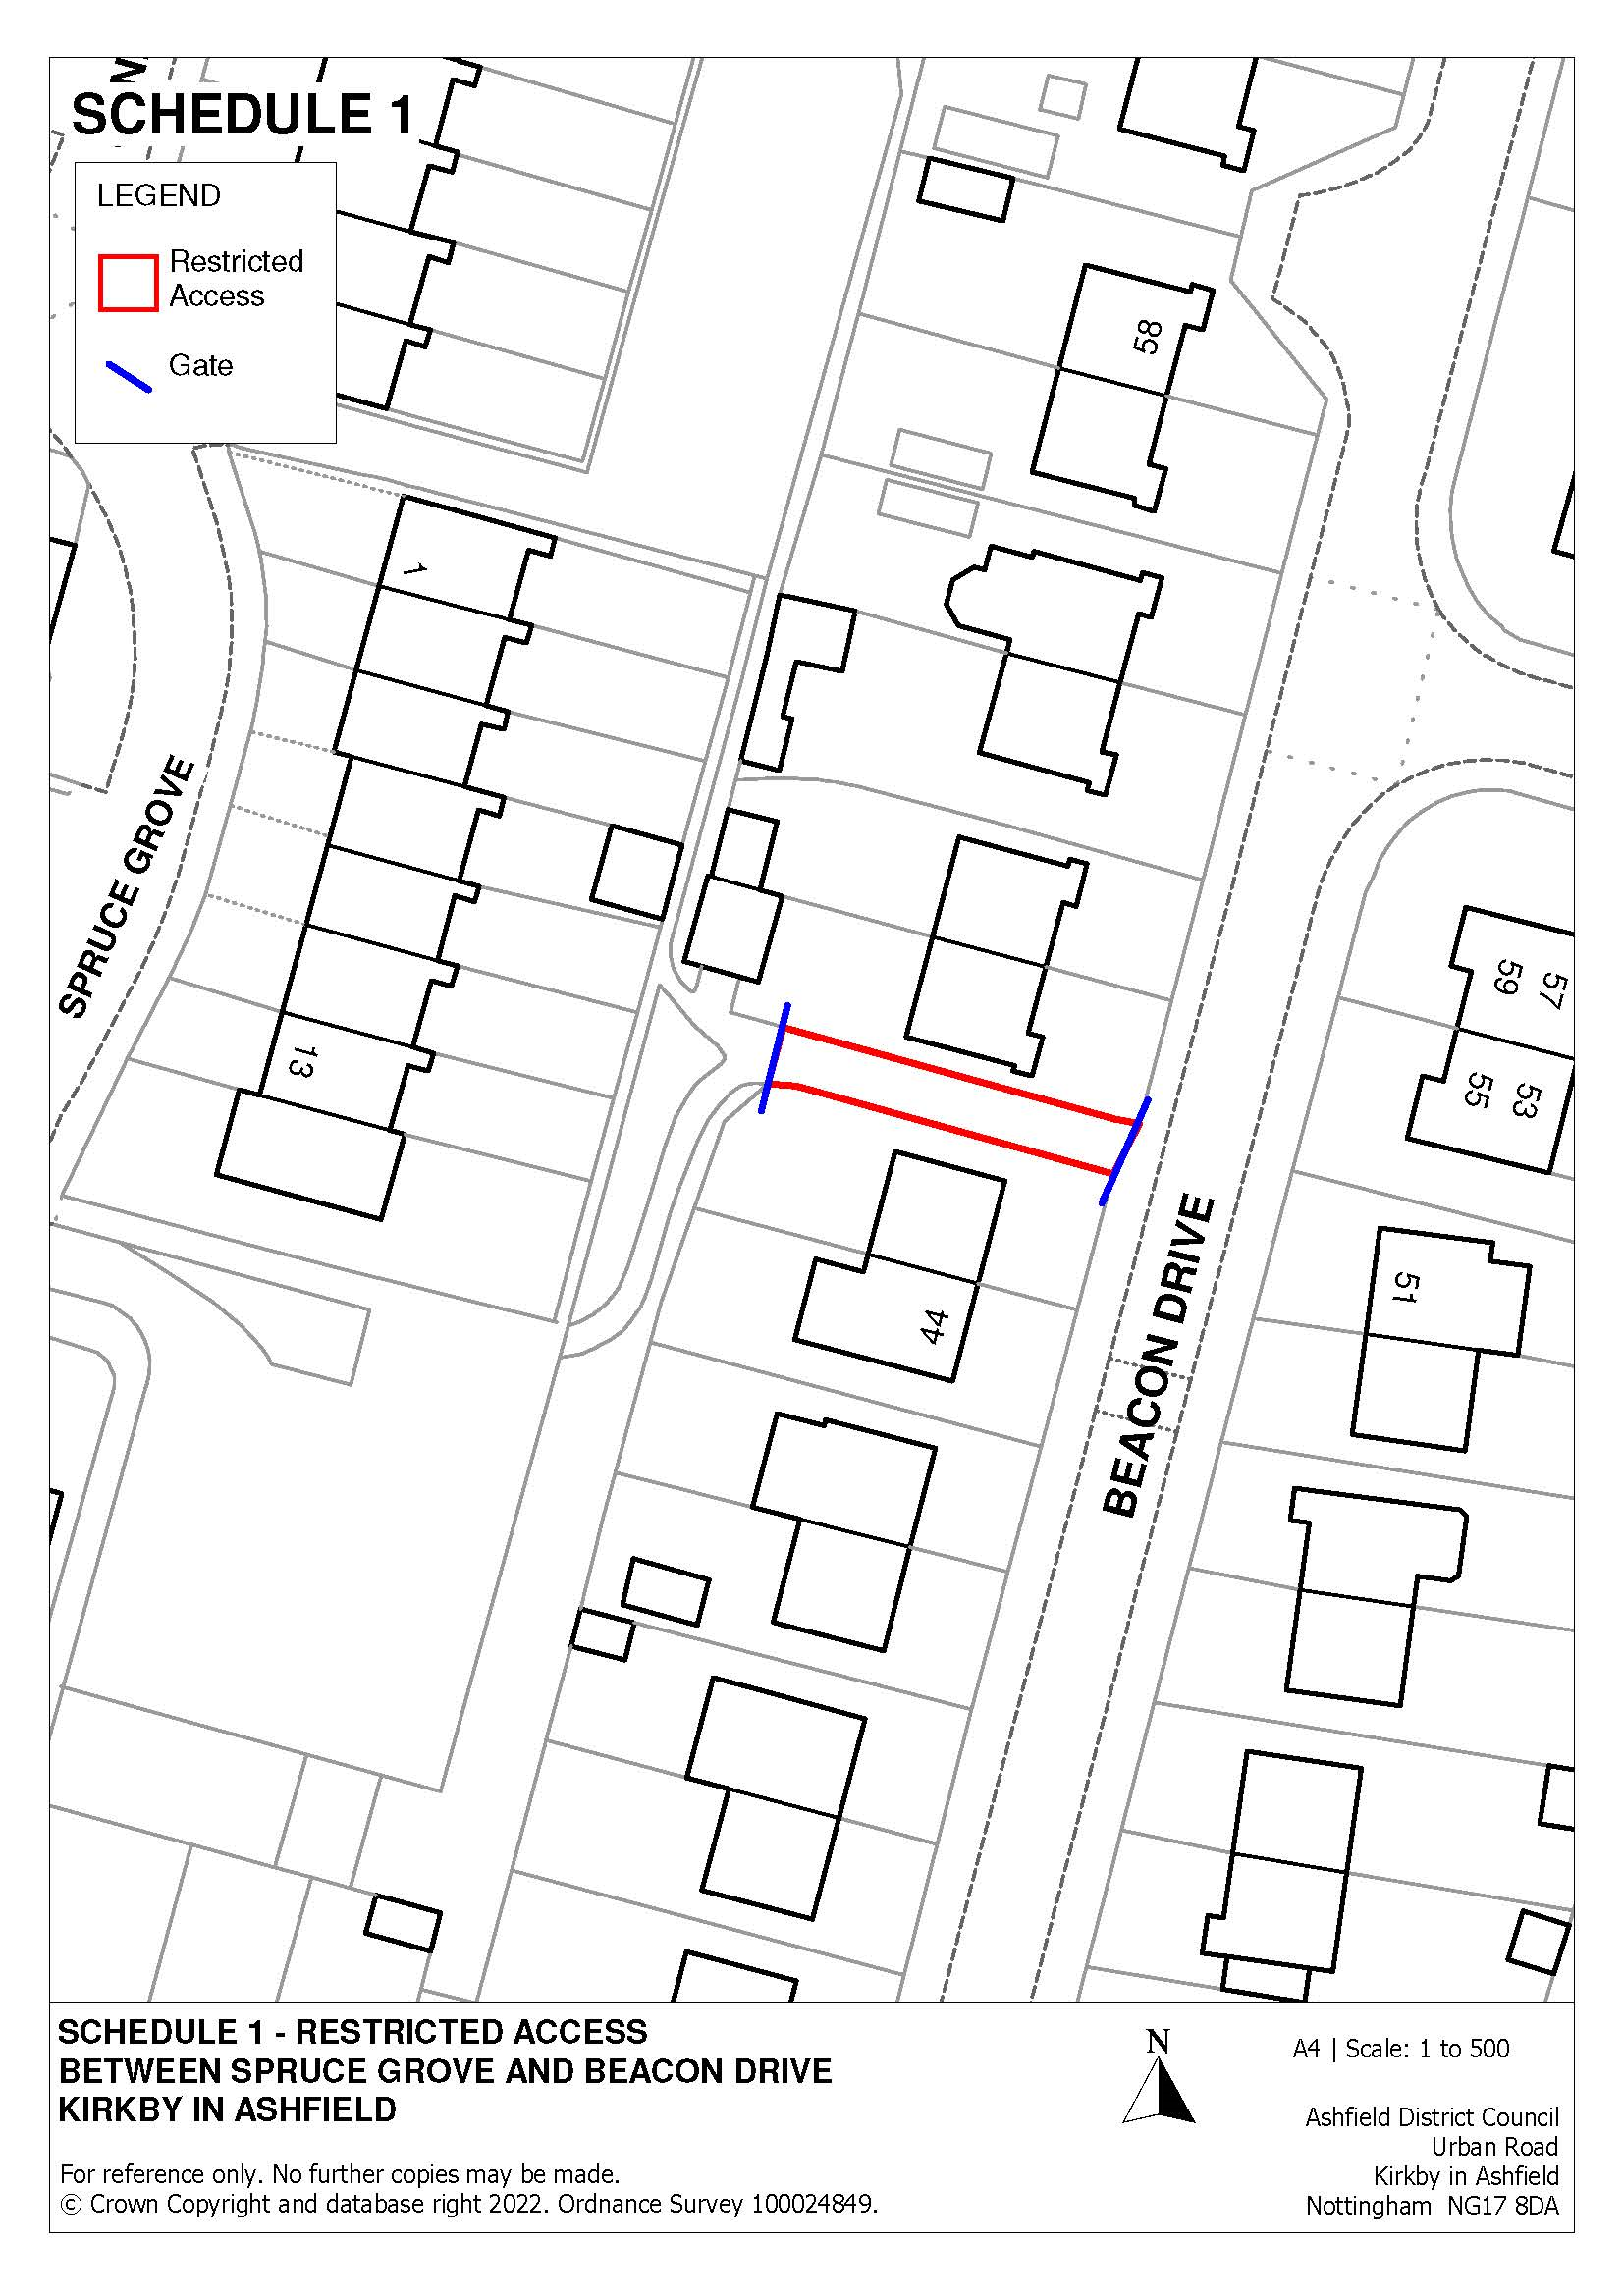 N
SCHEDULE 1
LEGEND
Restricted
Access
Gate
58
1
SPRUCE GROVE
59
57
13
55
53
BEACON DRIVE
51
44
SCHEDULE 1 - RESTRICTED ACCESS
BETWEEN SPRUCE GROVE AND BEACON DRIVE
KIRKBY IN ASHFIELD
For reference only. No further copies may be made.
© Crown Copyright and database right 2022. Ordnance Survey 100024849.
N
A4 | Scale: 1 to 500
Ashfield District Council
Urban Road
Kirkby in Ashfield
Nottingham NG17 8DA